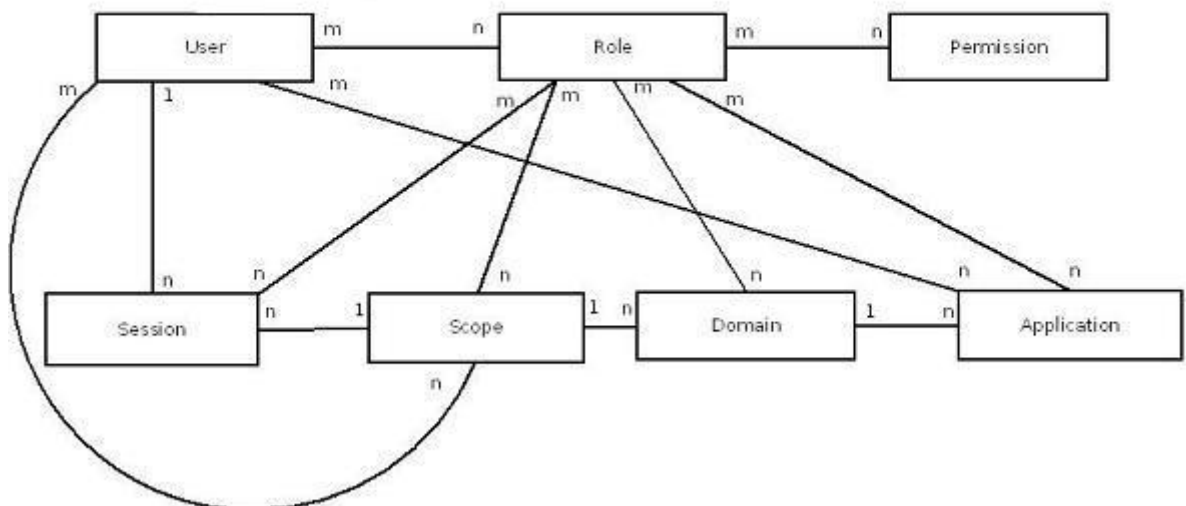 m n m n
User Role Permission
m 1 m m m m m
n n n n n
n 1 1 n 1 n
Session Scope Domain Application
n